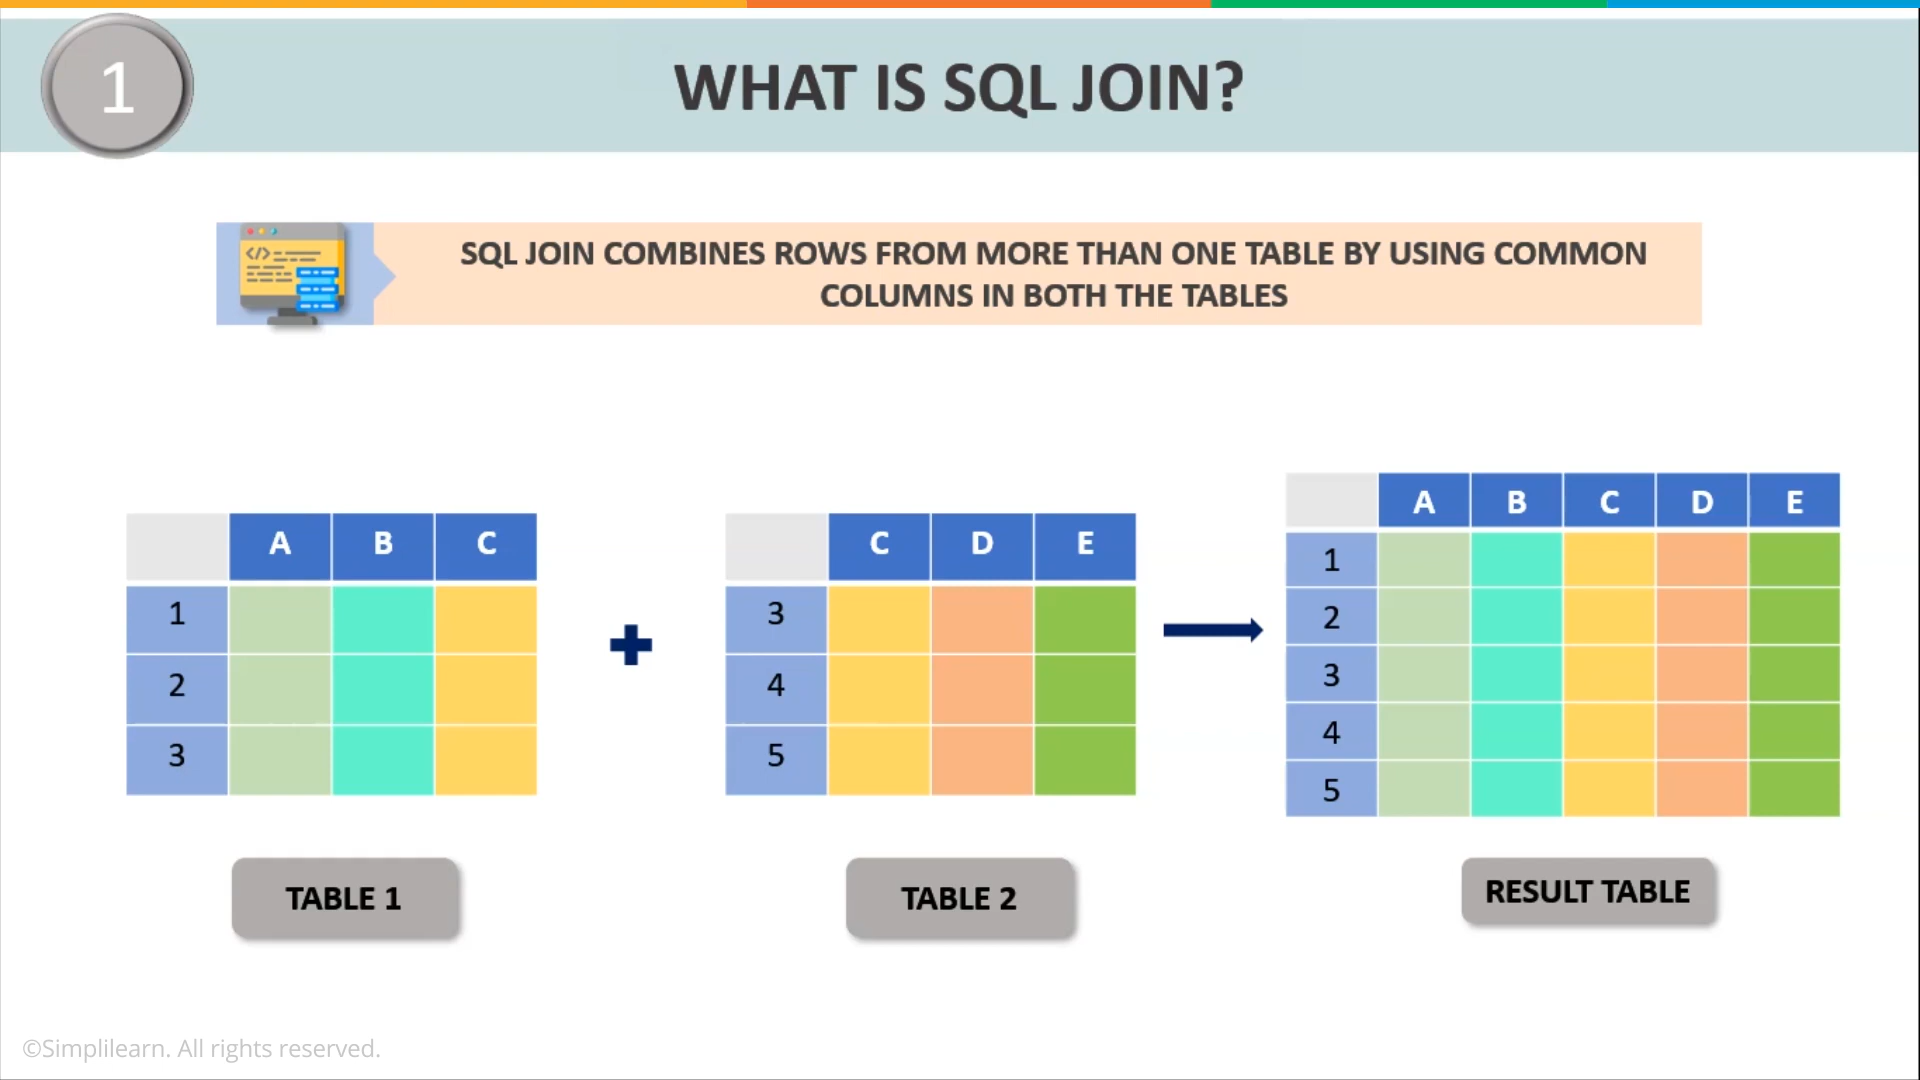 1
WHAT IS SQL JOIN?
</>
SQL JOIN COMBINES ROWS FROM MORE THAN ONE TABLE BY USING COMMON
COLUMNS IN BOTH THE TABLES
A B C
1
2
3
TABLE 1
C D E
3
4
5
TABLE 2
A B C D E
1
2
3
4
5
RESULT TABLE
©Simplilearn. All rights reserved.